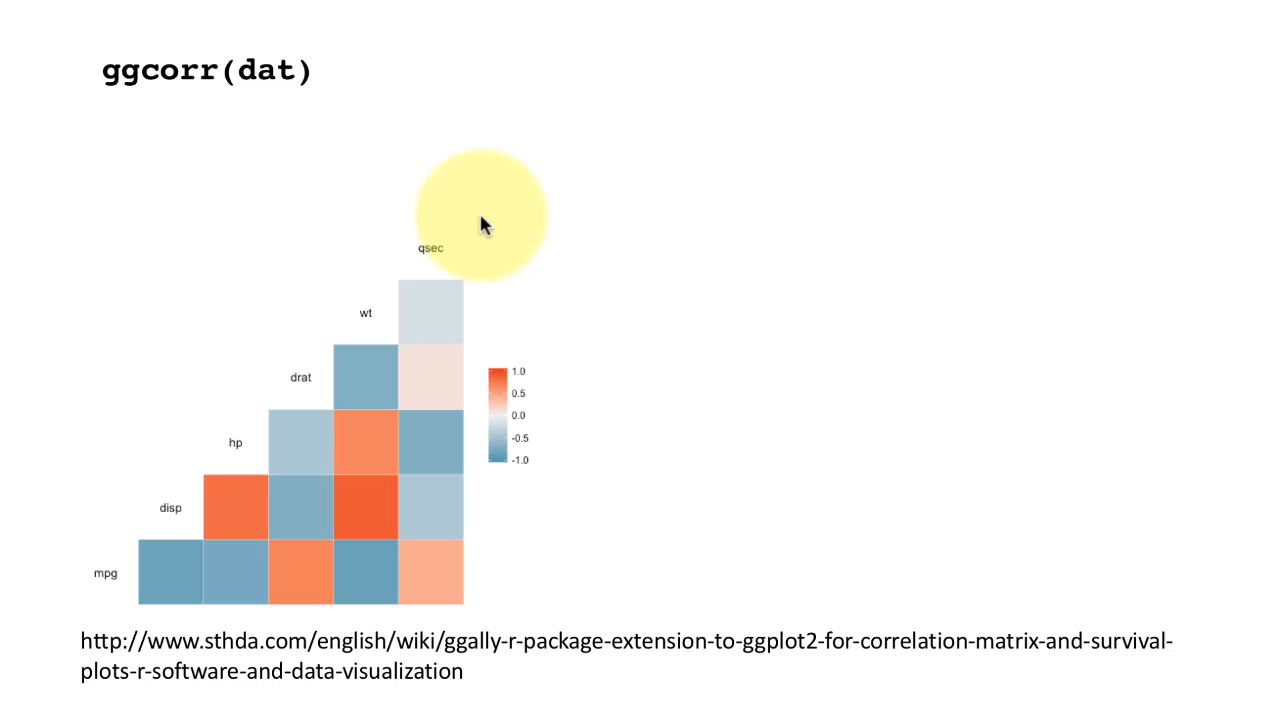 ggcorr(dat)
qsec
wt
drat
hp
disp
mpg
1.0
0.5
0.0
-0.5
-1.0
http://www.sthda.com/english/wiki/ggally-r-package-extension-to-ggplot2-for-correlation-matrix-and-survival-
plots-r-software-and-data-visualization